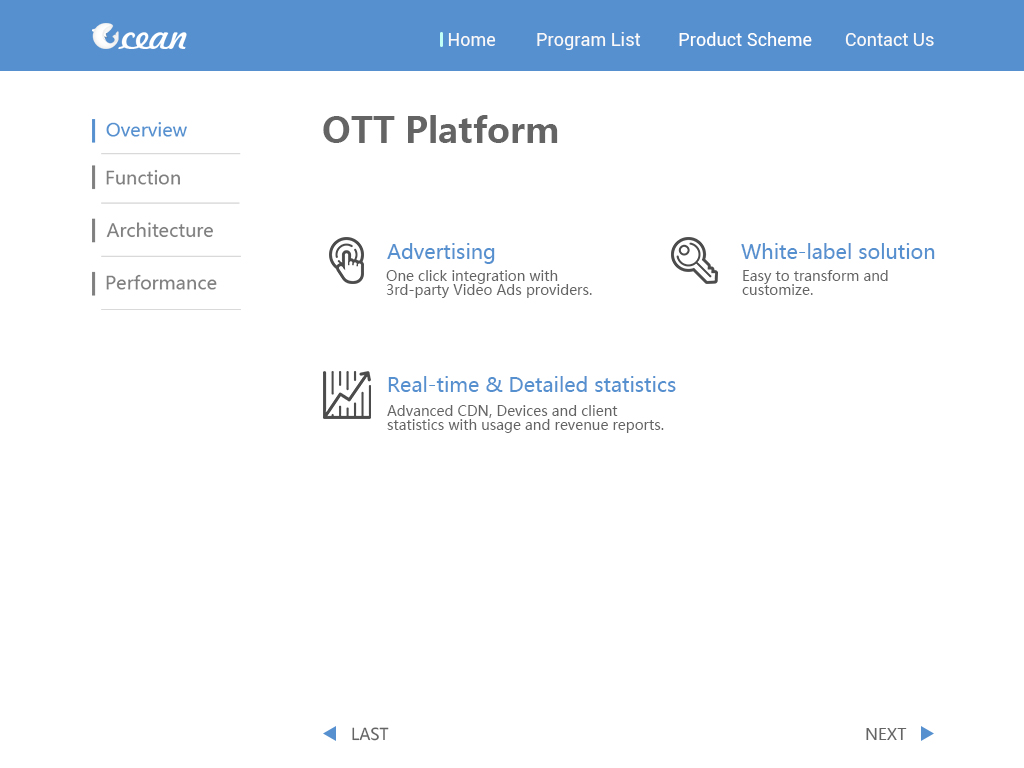 Ocean
Home
Program List
Product Scheme
Contact Us
Overview
Function
Architecture
Performance
OTT Platform
Advertising
One click integration with
3rd-party Video Ads providers.
White-label solution
Easy to transform and
customize.
Real-time & Detailed statistics
Advanced CDN, Devices and client
statistics with usage and revenue reports.
LAST
NEXT